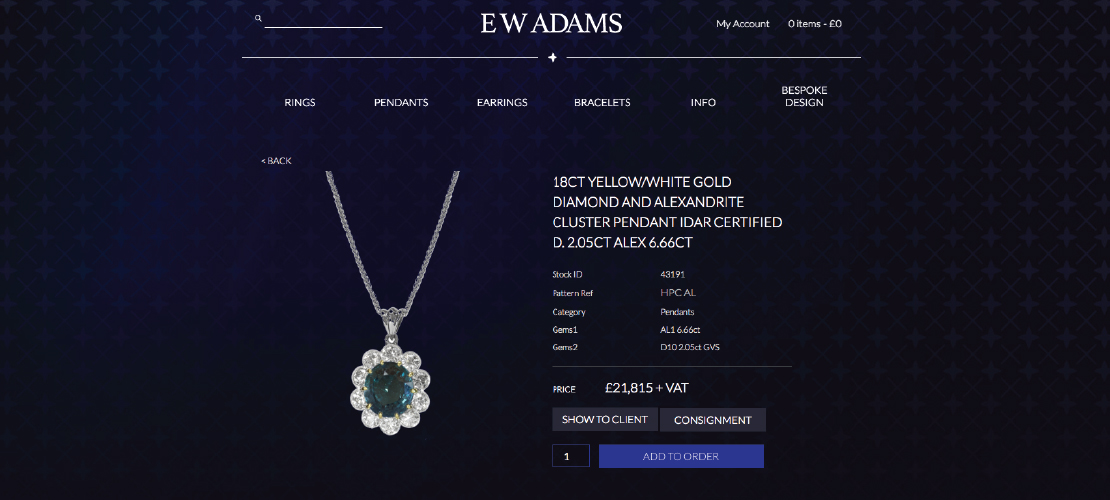 E W ADAMS
My Account
0 items - £0
RINGS
PENDANTS
EARRINGS
BRACELETS
INFO
BESPOKE
DESIGN
< BACK
18CT YELLOW/WHITE GOLD
DIAMOND AND ALEXANDRITE
CLUSTER PENDANT IDAR CERTIFIED
D. 2.05CT ALEX 6.66CT
Stock ID 43191
Pattern Ref HPC AL
Category Pendants
Gems1 AL1 6.66ct
Gems2 D10 2.05ct GVS
PRICE £21,815 + VAT
SHOW TO CLIENT CONSIGNMENT
1 ADD TO ORDER